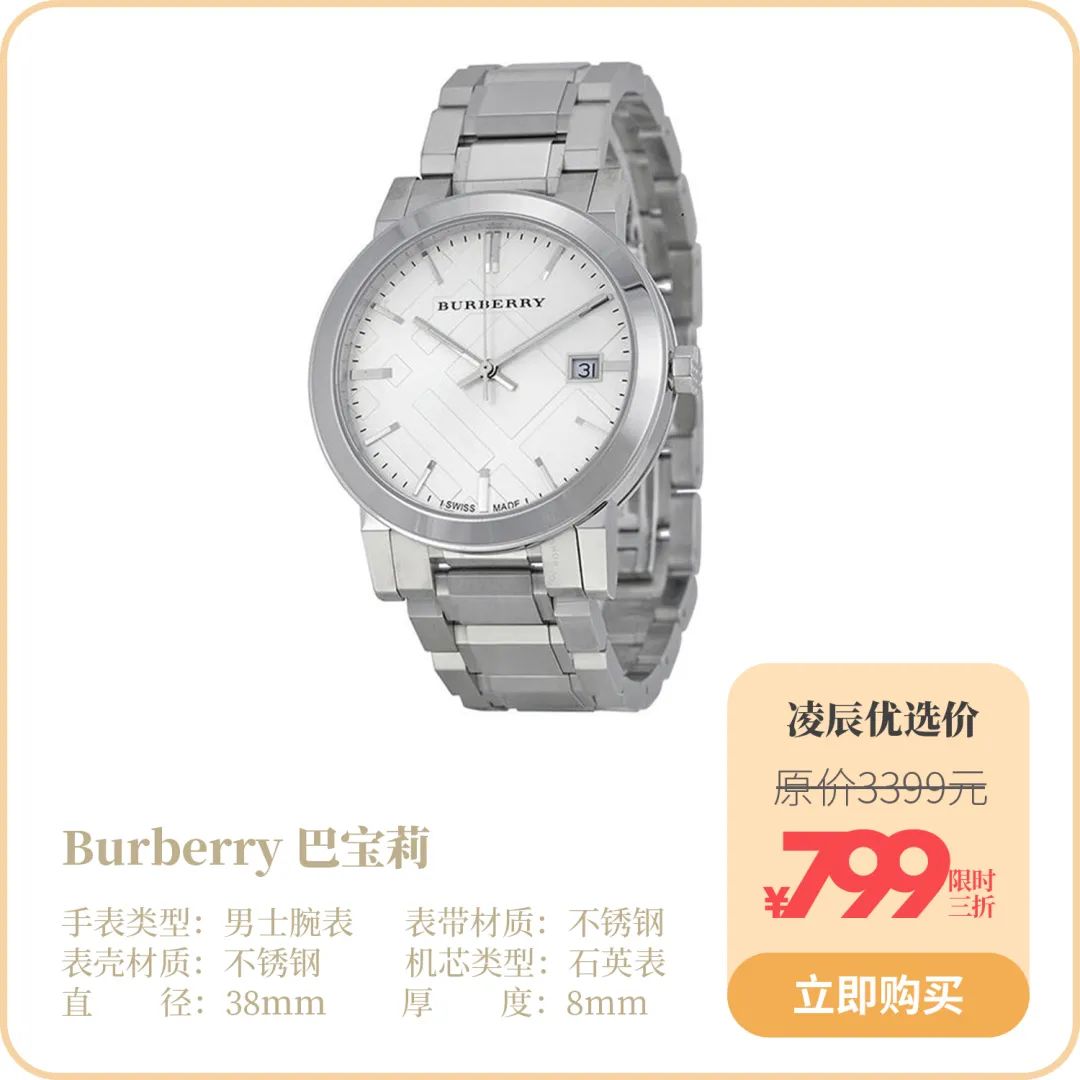 BURBERRY
31
SWISS MADE
凌辰优选价
原价3399元
¥799限时
三折
立即购买
Burberry 巴宝莉
手表类型：男士腕表 表带材质：不锈钢
表壳材质：不锈钢 机芯类型：石英表
直 径：38mm 厚 度：8mm